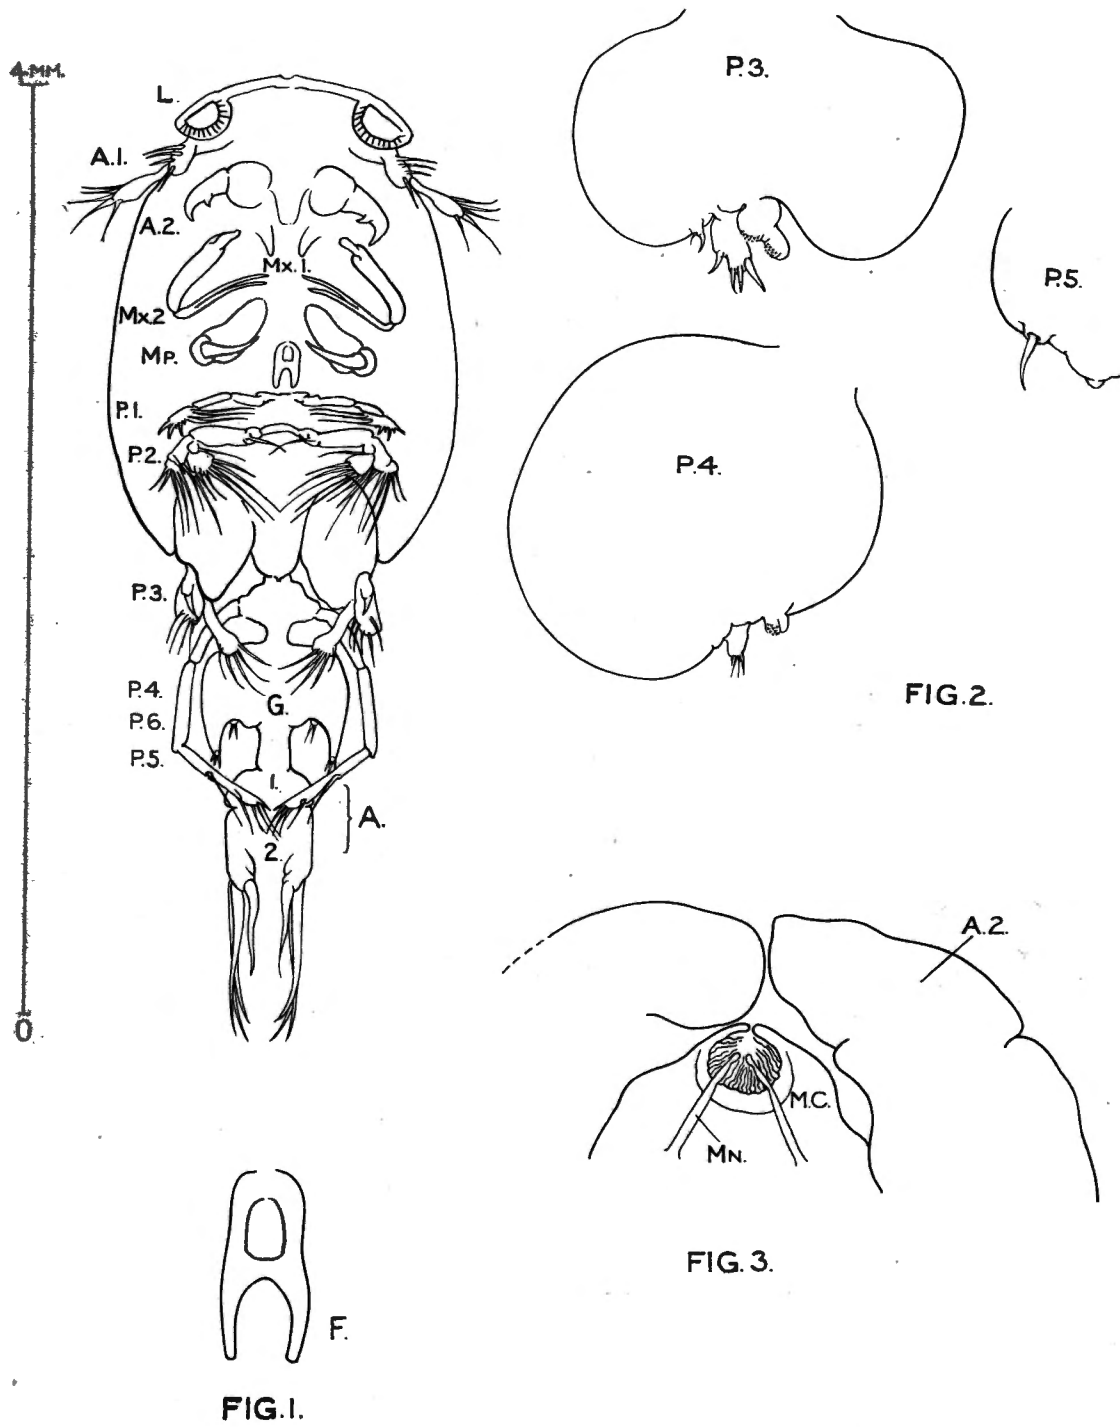 4.MM.
L.
A.1.
A.2.
Mx.1.
Mx.2
MP.
P.1.
P.2.
P.3.
P.4.
P.6.
P.5.
G.
1.
A.
2.
0
F.
FIG.1.
P.3.
P.5.
P.4.
FIG.2.
A.2.
M.C.
MN.
FIG.3.